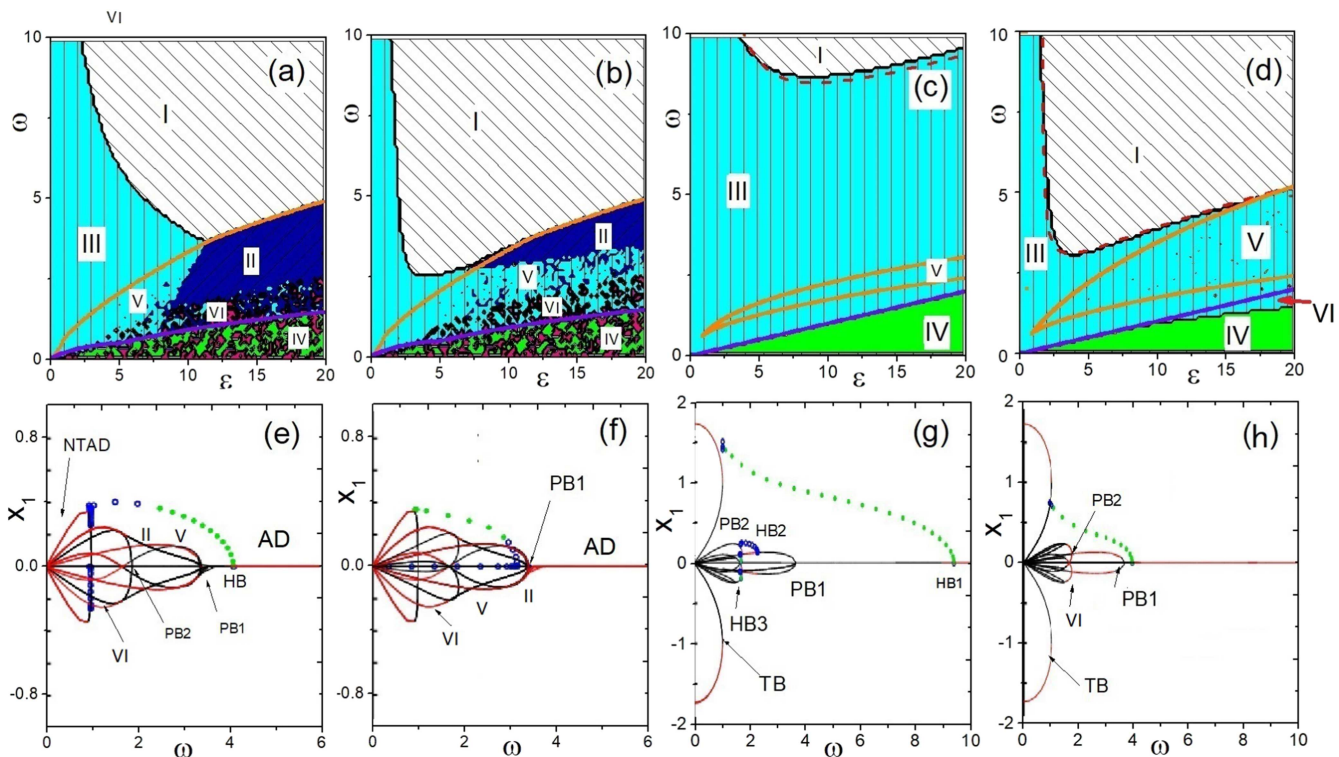 VI
10
5
0
ω
(a)
I
III
II
V
VI
IV
0 5 10 15 20
ε
10
5
0
ω
(b)
I
II
V
VI
IV
0 5 10 15 20
ε
10
5
0
ω
(c)
I
III
V
IV
0 5 10 15 20
ε
10
5
0
ω
(d)
I
III
V
VI
IV
0 5 10 15 20
ε
0.8
0.0
-0.8
X1
(e)
NTAD
II
V
AD
HB
VI
PB2
PB1
0 2 4 6
ω
0.8
0.0
-0.8
X1
(f)
PB1
AD
V
II
VI
0 2 4 6
ω
2
1
0
-1
-2
X1
(g)
PB2
HB2
PB1
HB1
HB3
TB
0 2 4 6 8 10
ω
2
1
0
-1
-2
X1
(h)
PB2
PB1
VI
TB
0 2 4 6 8 10
ω